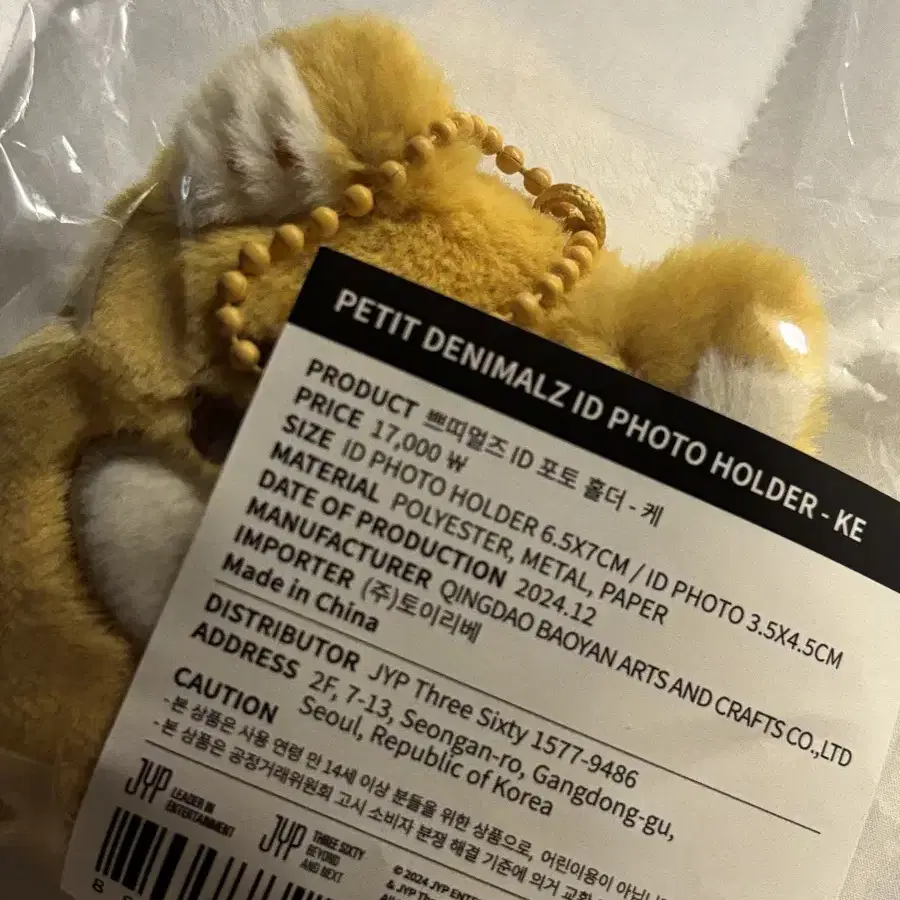 PETIT DENIMALZ ID PHOTO HOLDER - KE
PRODUCT 쁘띠멀즈 ID 포토 홀더 - 케
PRICE 17,000 ₩
SIZE ID PHOTO HOLDER 6.5X7CM / ID PHOTO 3.5X4.5CM
MATERIAL POLYESTER, METAL, PAPER
DATE OF PRODUCTION 2024.12
MANUFACTURER QINGDAO BAOYAN ARTS AND CRAFTS CO.,LTD
IMPORTER (주)토이리베
Made in China
DISTRIBUTOR JYP Three Sixty 1577-9486
ADDRESS 2F, 7-13, Seongan-ro, Gangdong-gu,
Seoul, Republic of Korea
CAUTION
- 본 상품은 사용 연령 만 14세 이상 분들을 위한 상품으로, 어린이용이 아닙니
- 본 상품은 공정거래위원회 고시 소비자 분쟁 해결 기준에 의거 교환
JYP LEADER IN
ENTERTAINMENT
JYP THREE SIXTY
BEYOND
AND NEXT
© 2024 JYP ENT
& JYP Th
8